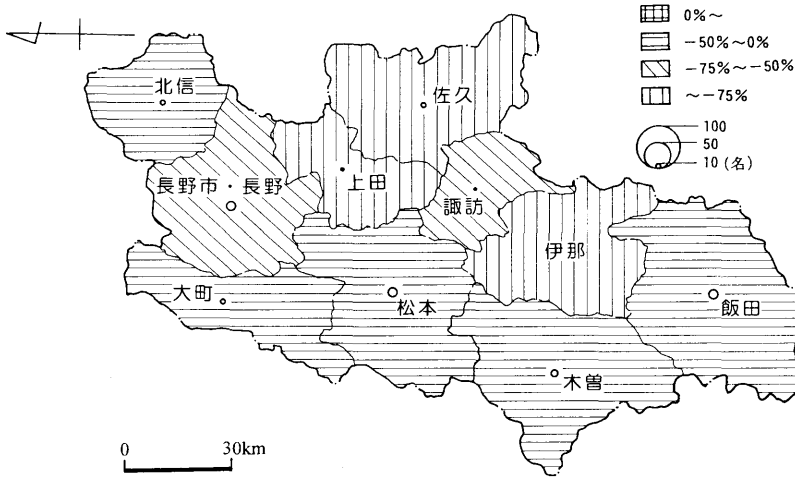 0%～
−50%～0%
−75%～−50%
～−75%
100
50
10(名)
北信
佐久
長野市・長野
上田
諏訪
伊那
大町
松本
飯田
木曽
0 30km